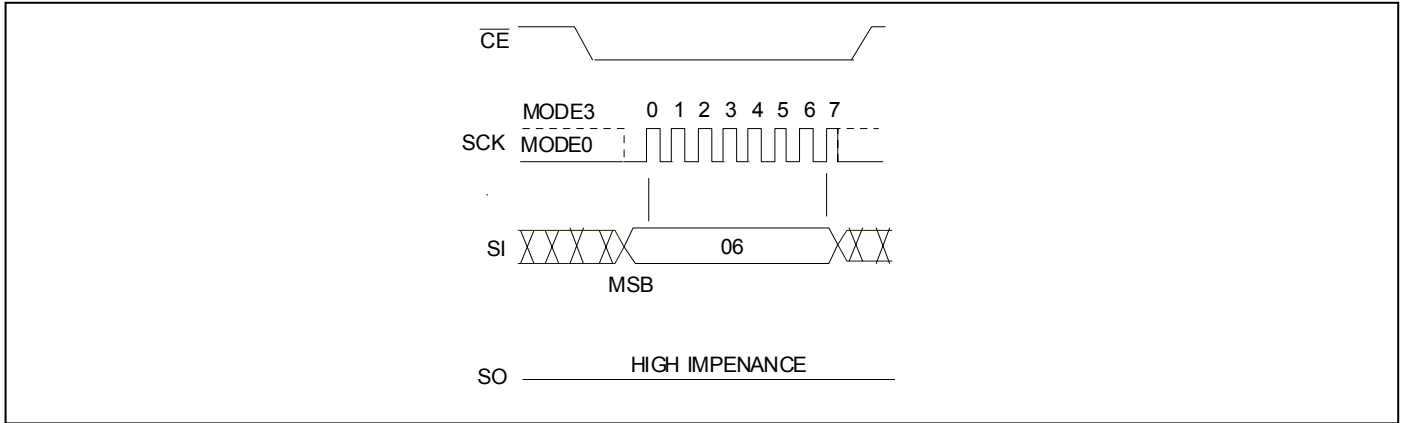 CE
MODE3 0 1 2 3 4 5 6 7
SCK MODE0
SI 06
MSB
HIGH IMPENANCE
SO